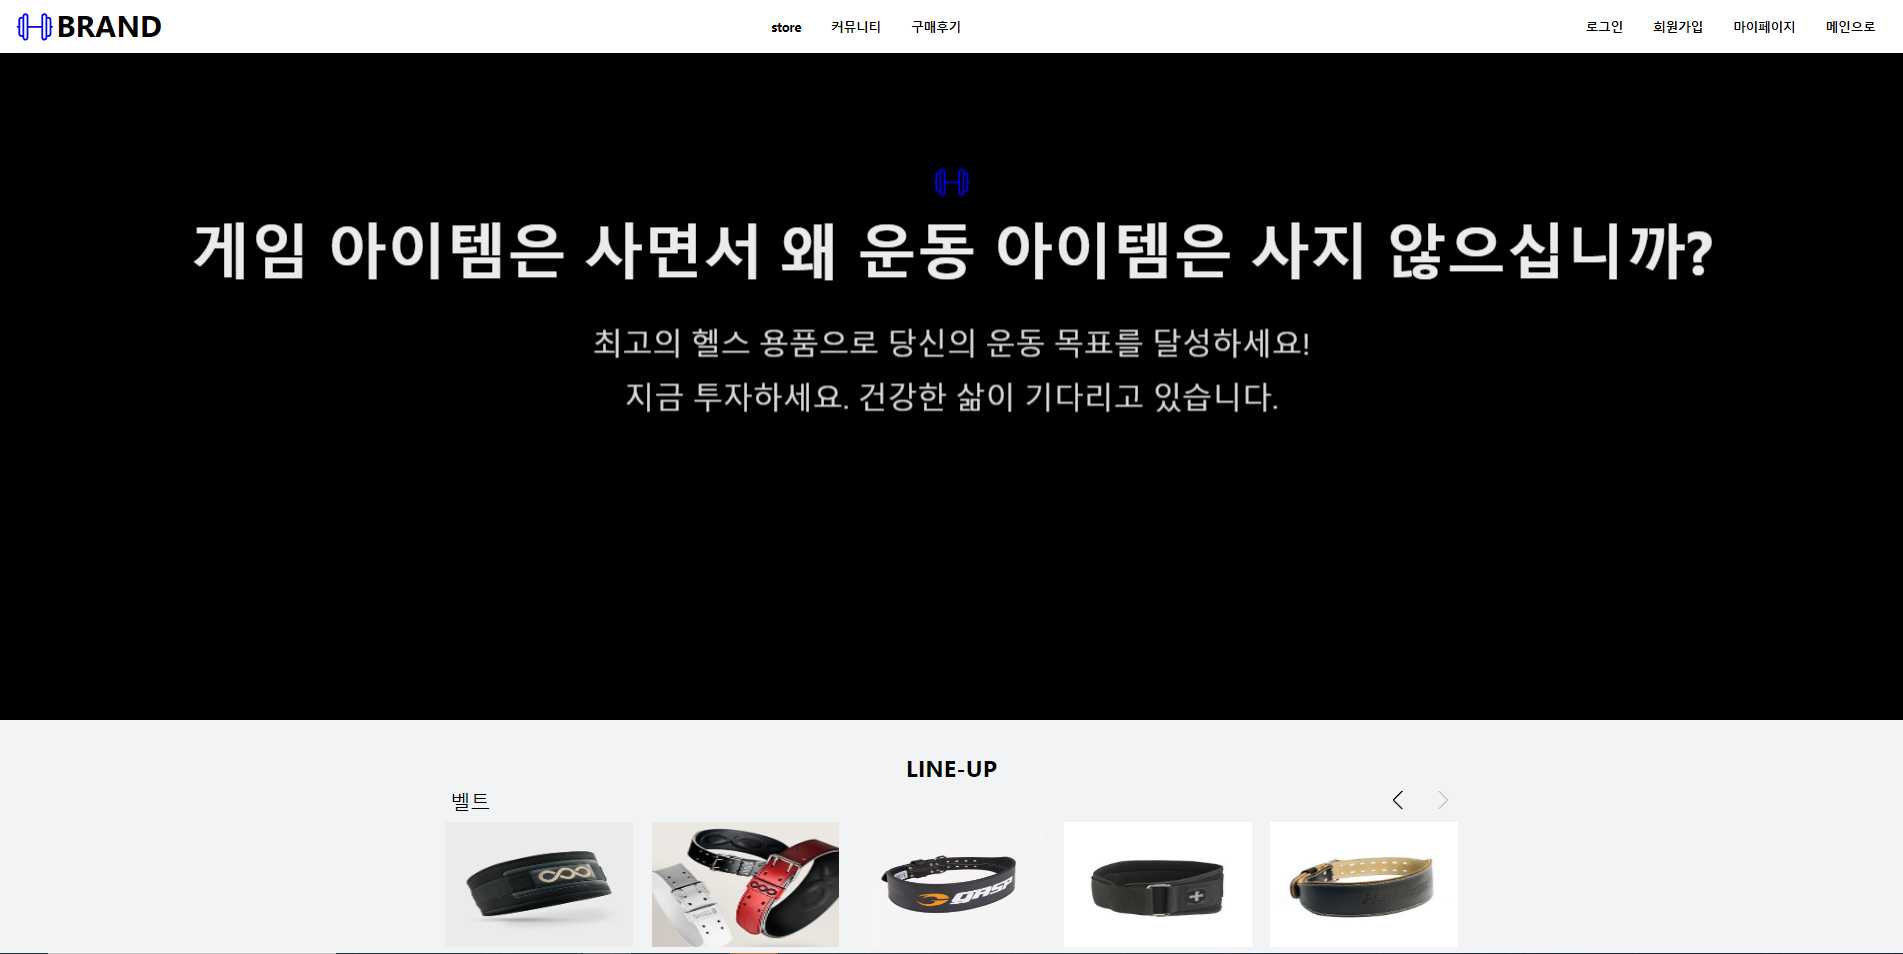 BRAND
store 커뮤니티 구매후기
로그인 회원가입 마이페이지 메인으로
게임 아이템은 사면서 왜 운동 아이템은 사지 않으십니까?
최고의 헬스 용품으로 당신의 운동 목표를 달성하세요!
지금 투자하세요. 건강한 삶이 기다리고 있습니다.
LINE-UP
벨트
GASP